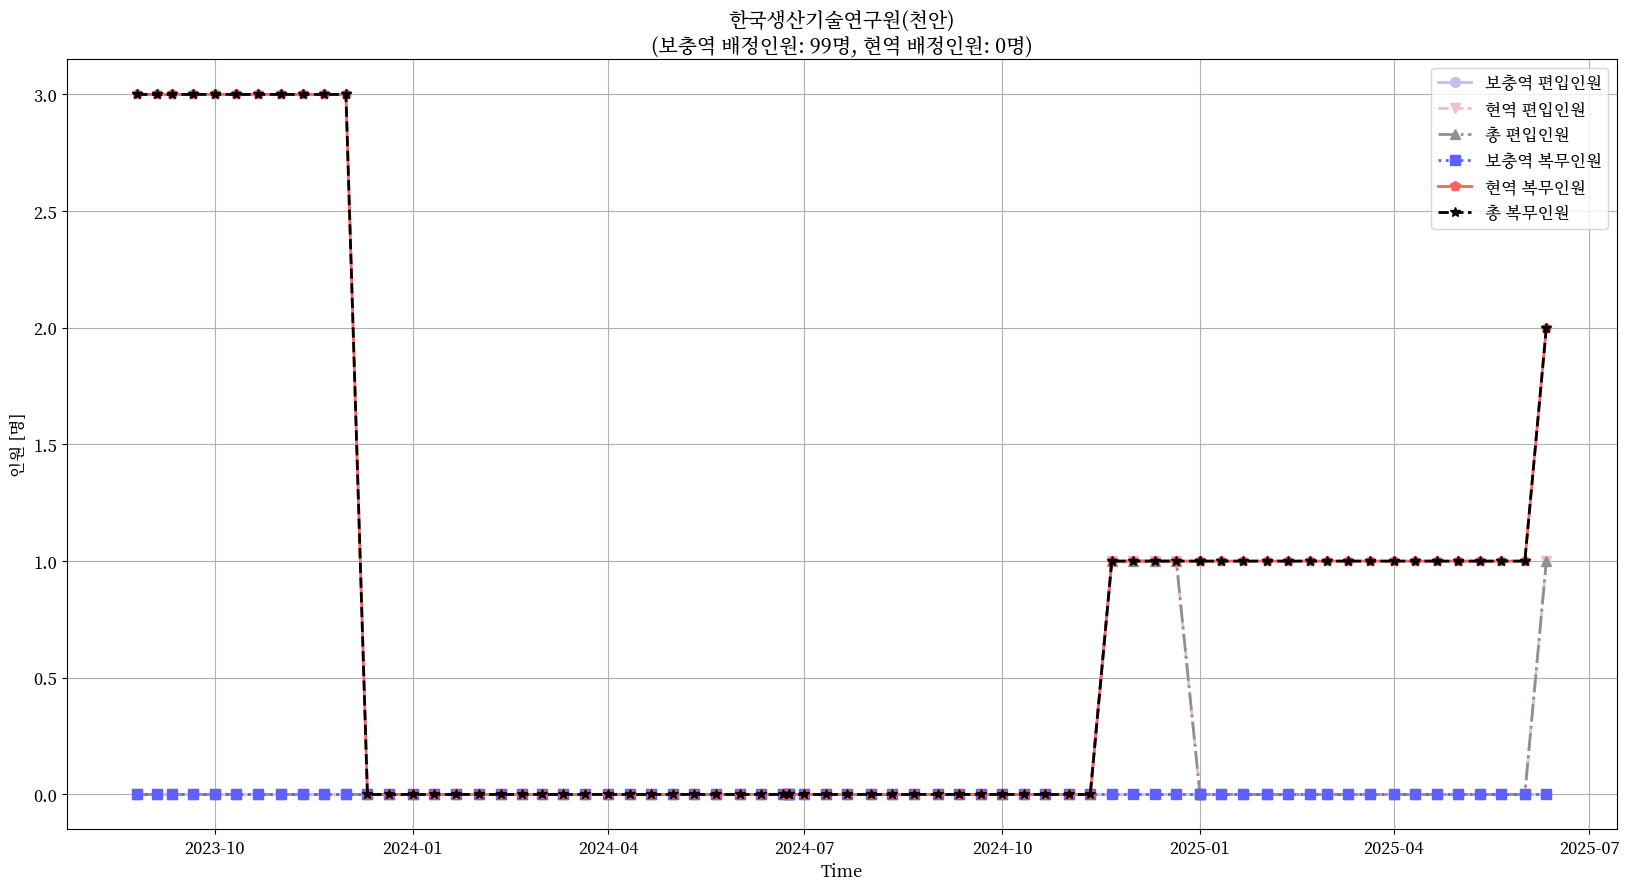 한국생산기술연구원(천안)
(보충역 배정인원: 99명, 현역 배정인원: 0명)
보충역 편입인원
현역 편입인원
총 편입인원
보충역 복무인원
현역 복무인원
총 복무인원
인원 [명]
3.0
2.5
2.0
1.5
1.0
0.5
0.0
2023-10
2024-01
2024-04
2024-07
2024-10
2025-01
2025-04
2025-07
Time